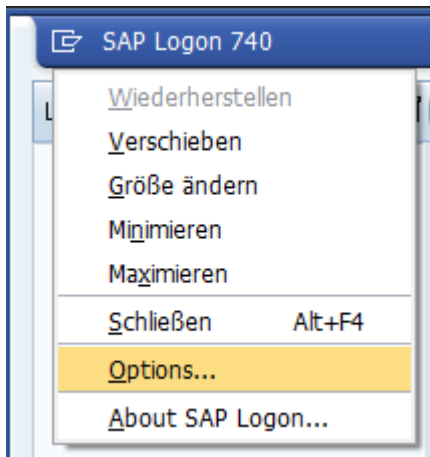 SAP Logon 740
L
Wiederherstellen
Verschieben
Größe ändern
Minimieren
Maximieren
Schließen Alt+F4
Options...
About SAP Logon...